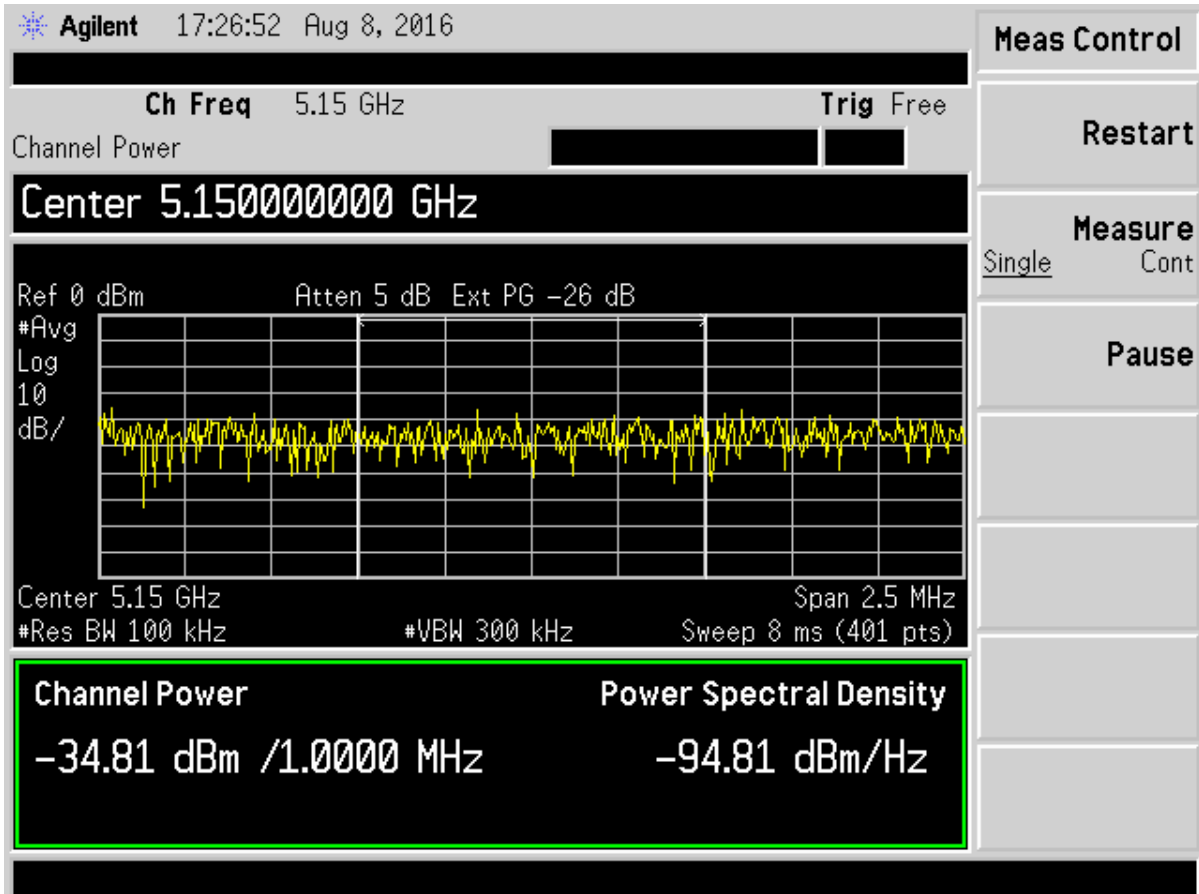 Agilent 17:26:52 Aug 8, 2016
Meas Control
Ch Freq 5.15 GHz Trig Free
Channel Power
Restart
Center 5.150000000 GHz
Measure
Single Cont
Ref 0 dBm Atten 5 dB Ext PG -26 dB
#Avg
Log
10
dB/
Pause
Center 5.15 GHz Span 2.5 MHz
#Res BW 100 kHz #VBW 300 kHz Sweep 8 ms (401 pts)
Channel Power Power Spectral Density
-34.81 dBm /1.0000 MHz -94.81 dBm/Hz